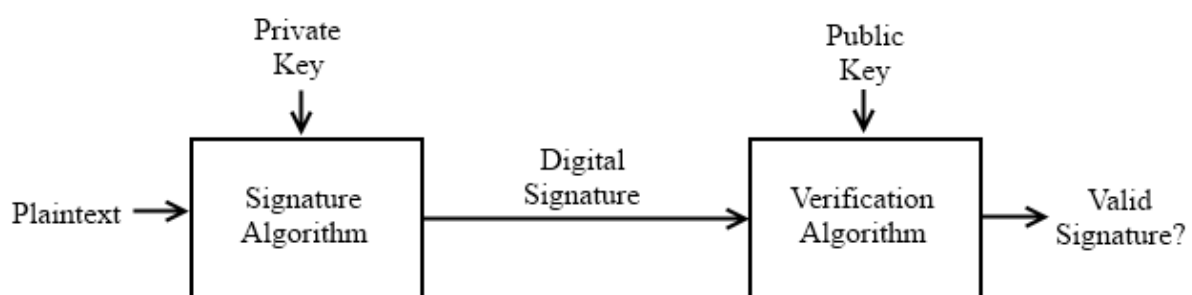 Private
Key
Public
Key
Plaintext
Signature
Algorithm
Digital
Signature
Verification
Algorithm
Valid
Signature?